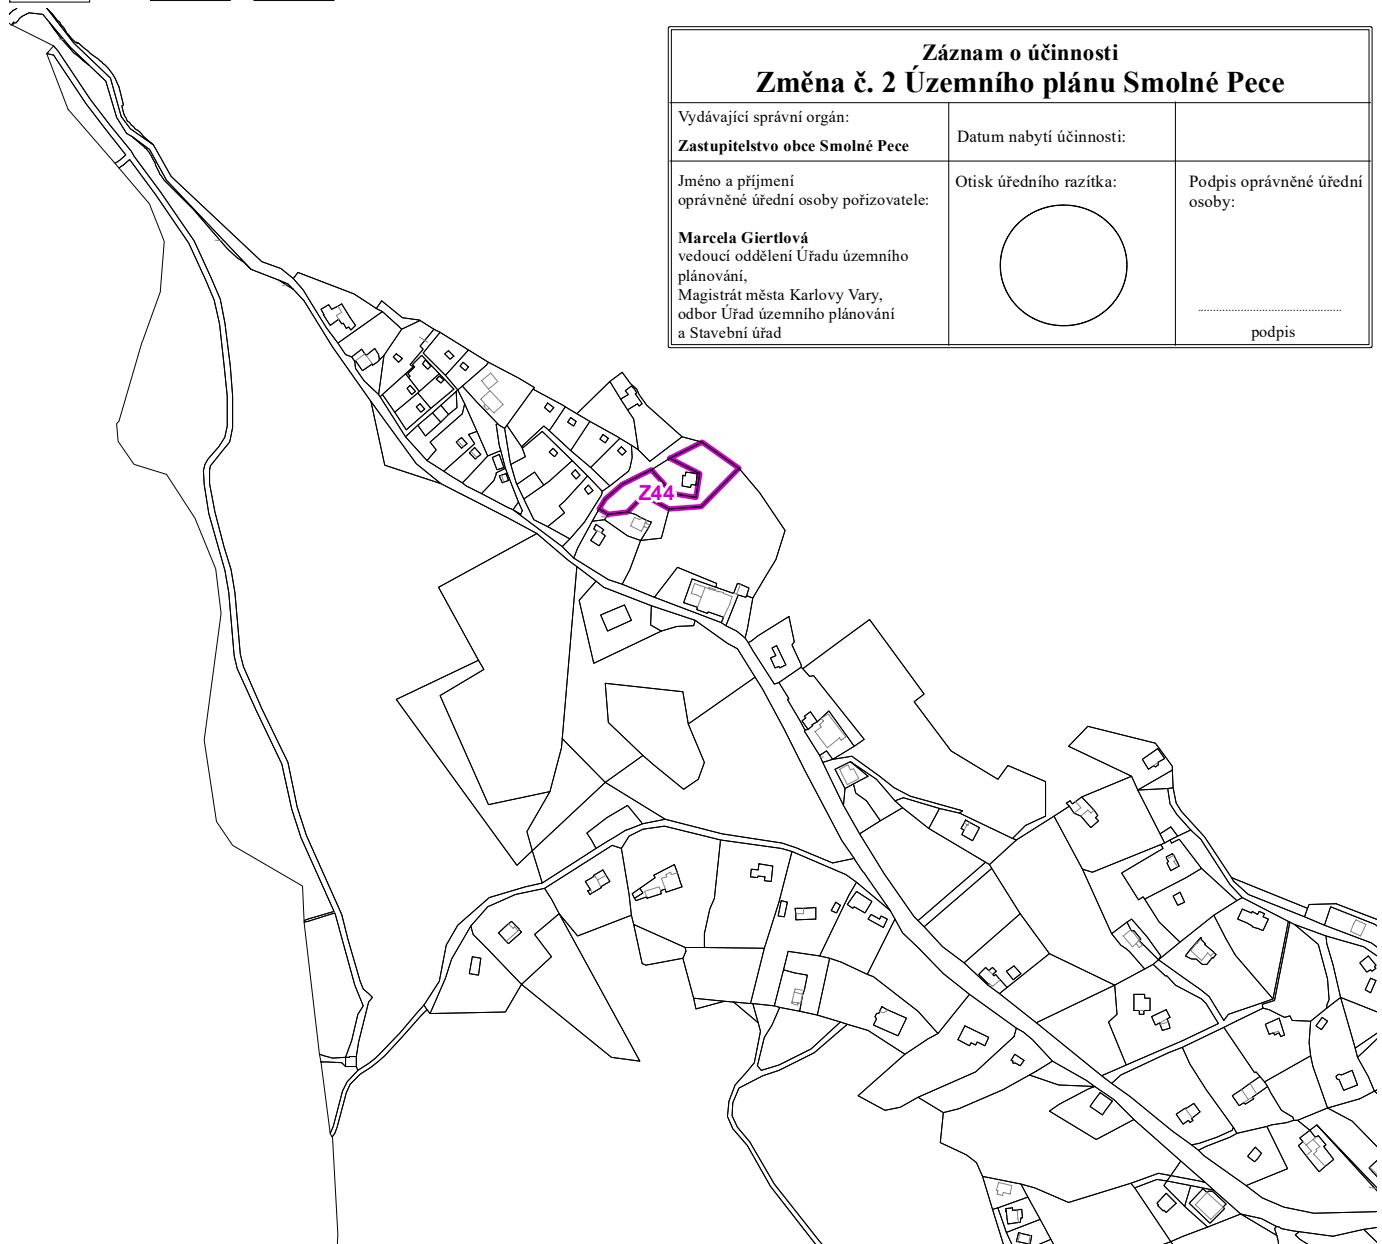 Záznam o účinnosti
Změna č. 2 Územního plánu Smolné Pece
Vydávající správní orgán:
Zastupitelstvo obce Smolné Pece
Datum nabytí účinnosti:
Jméno a příjmení
oprávněné úřední osoby pořizovatele:
Marcela Giertlová
vedoucí oddělení Úřadu územního
plánování,
Magistrát města Karlovy Vary,
odbor Úřad územního plánování
a Stavební úřad
Otisk úředního razítka:
Podpis oprávněné úřední
osoby:
podpis
Z44